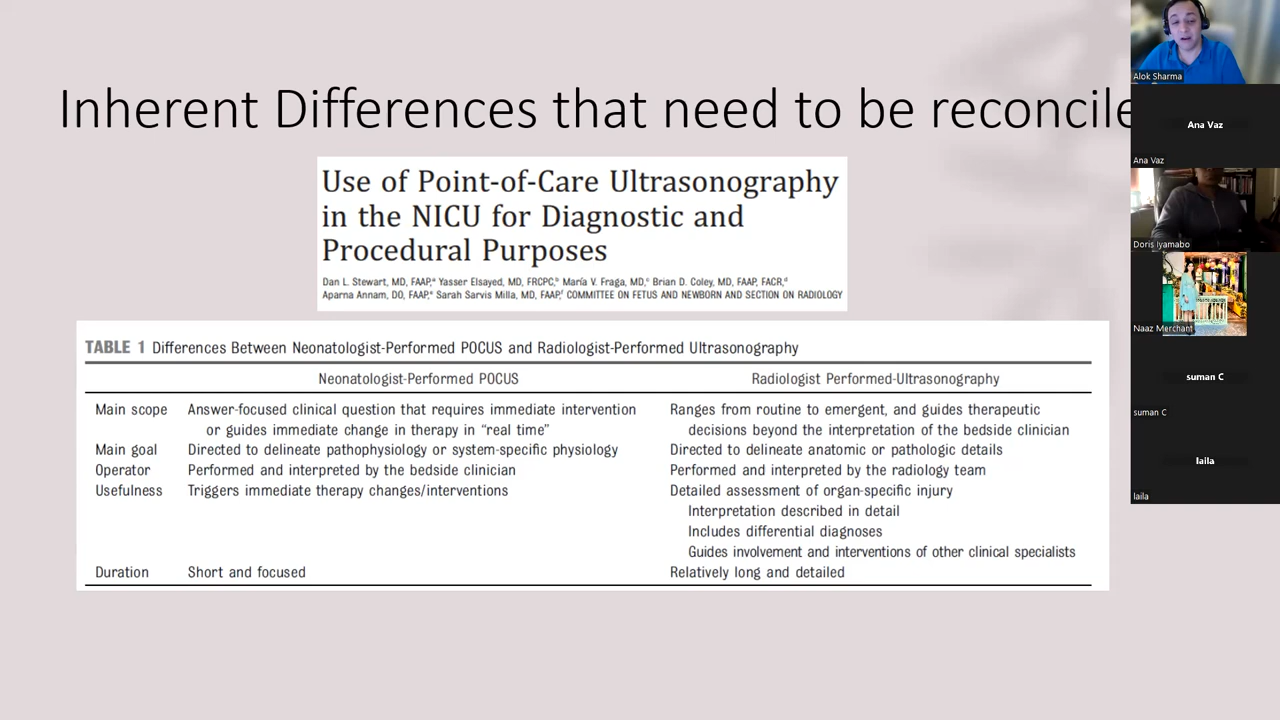 Inherent Differences that need to be reconcile
Use of Point-of-Care Ultrasonography
in the NICU for Diagnostic and
Procedural Purposes
Dan L. Stewart, MD, FAAP,ᵃ Yasser Elsayed, MD, FRCPC,ᵇ María V. Fraga, MD,ᶜ Brian D. Coley, MD, FAAP, FACR,ᵈ
Aparna Annam, DO, FAAP,ᵉ Sarah Sarvis Milla, MD, FAAP,ᶠ COMMITTEE ON FETUS AND NEWBORN AND SECTION ON RADIOLOGY
TABLE 1 Differences Between Neonatologist-Performed POCUS and Radiologist-Performed Ultrasonography
Neonatologist-Performed POCUS Radiologist Performed-Ultrasonography
Main scope Answer-focused clinical question that requires immediate intervention Ranges from routine to emergent, and guides therapeutic
or guides immediate change in therapy in “real time” decisions beyond the interpretation of the bedside clinician
Main goal Directed to delineate pathophysiology or system-specific physiology Directed to delineate anatomic or pathologic details
Operator Performed and interpreted by the bedside clinician Performed and interpreted by the radiology team
Usefulness Triggers immediate therapy changes/interventions Detailed assessment of organ-specific injury
Interpretation described in detail
Includes differential diagnoses
Guides involvement and interventions of other clinical specialists
Duration Short and focused Relatively long and detailed
Alok Sharma
Ana Vaz
Ana Vaz
Doris Iyamabo
Naaz Merchant
suman C
suman C
laila
laila